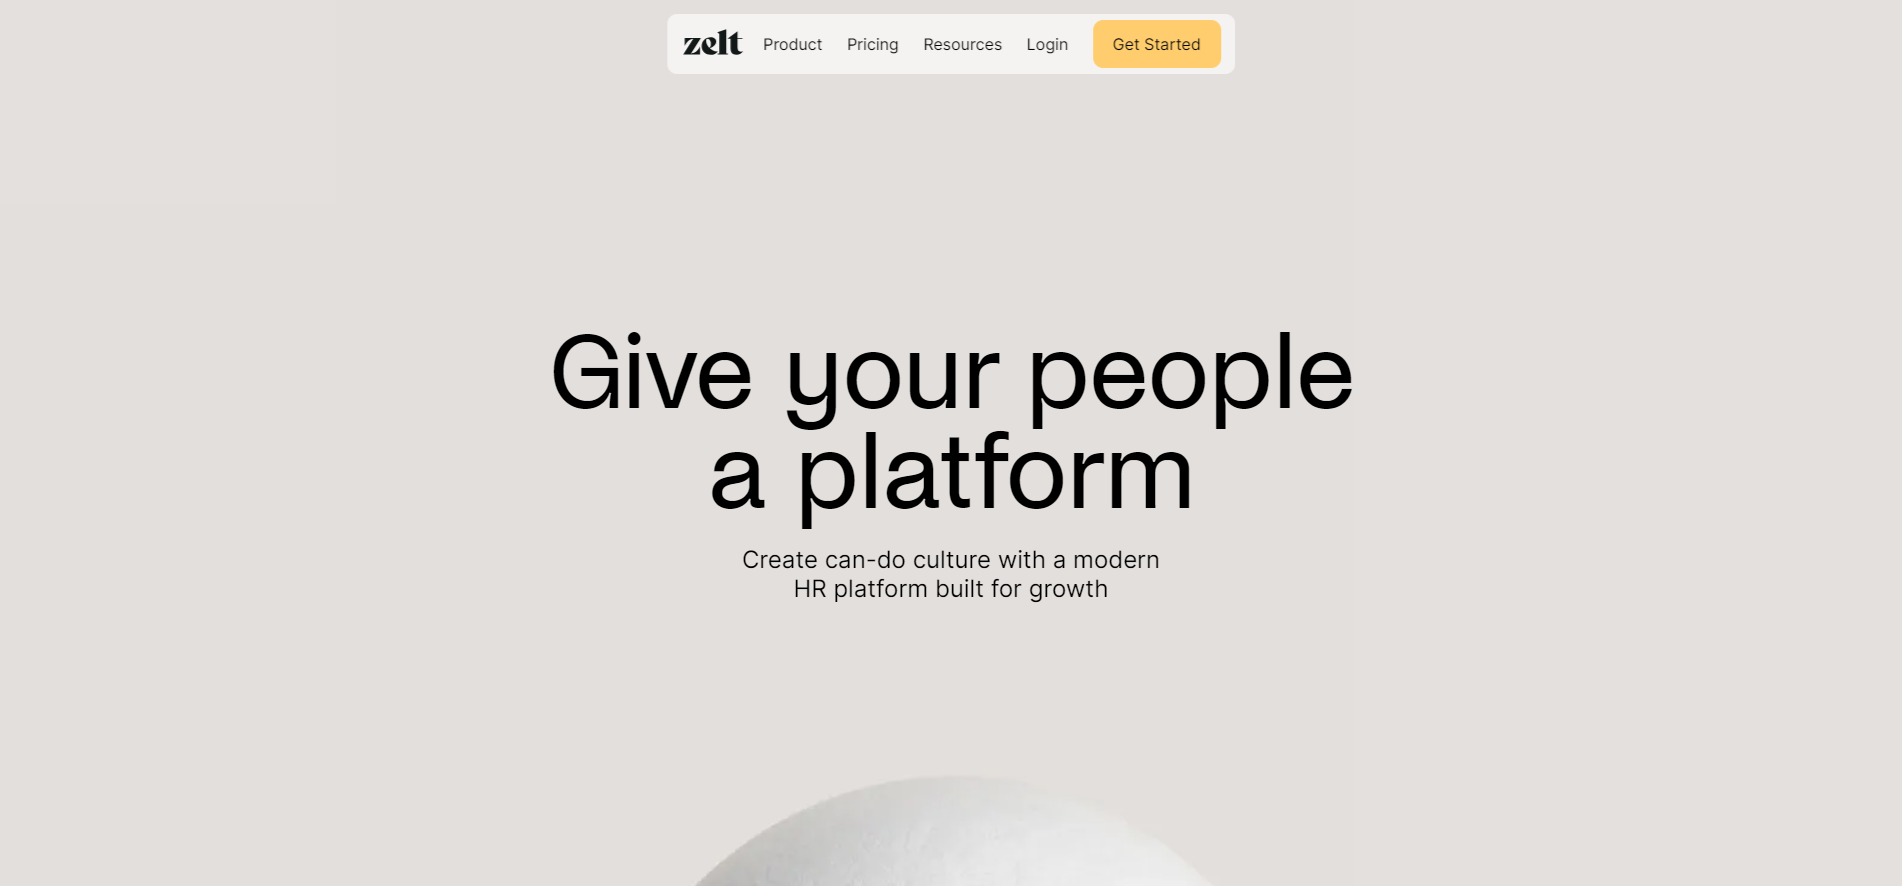 zelt Product Pricing Resources Login Get Started
Give your people
a platform
Create can-do culture with a modern
HR platform built for growth